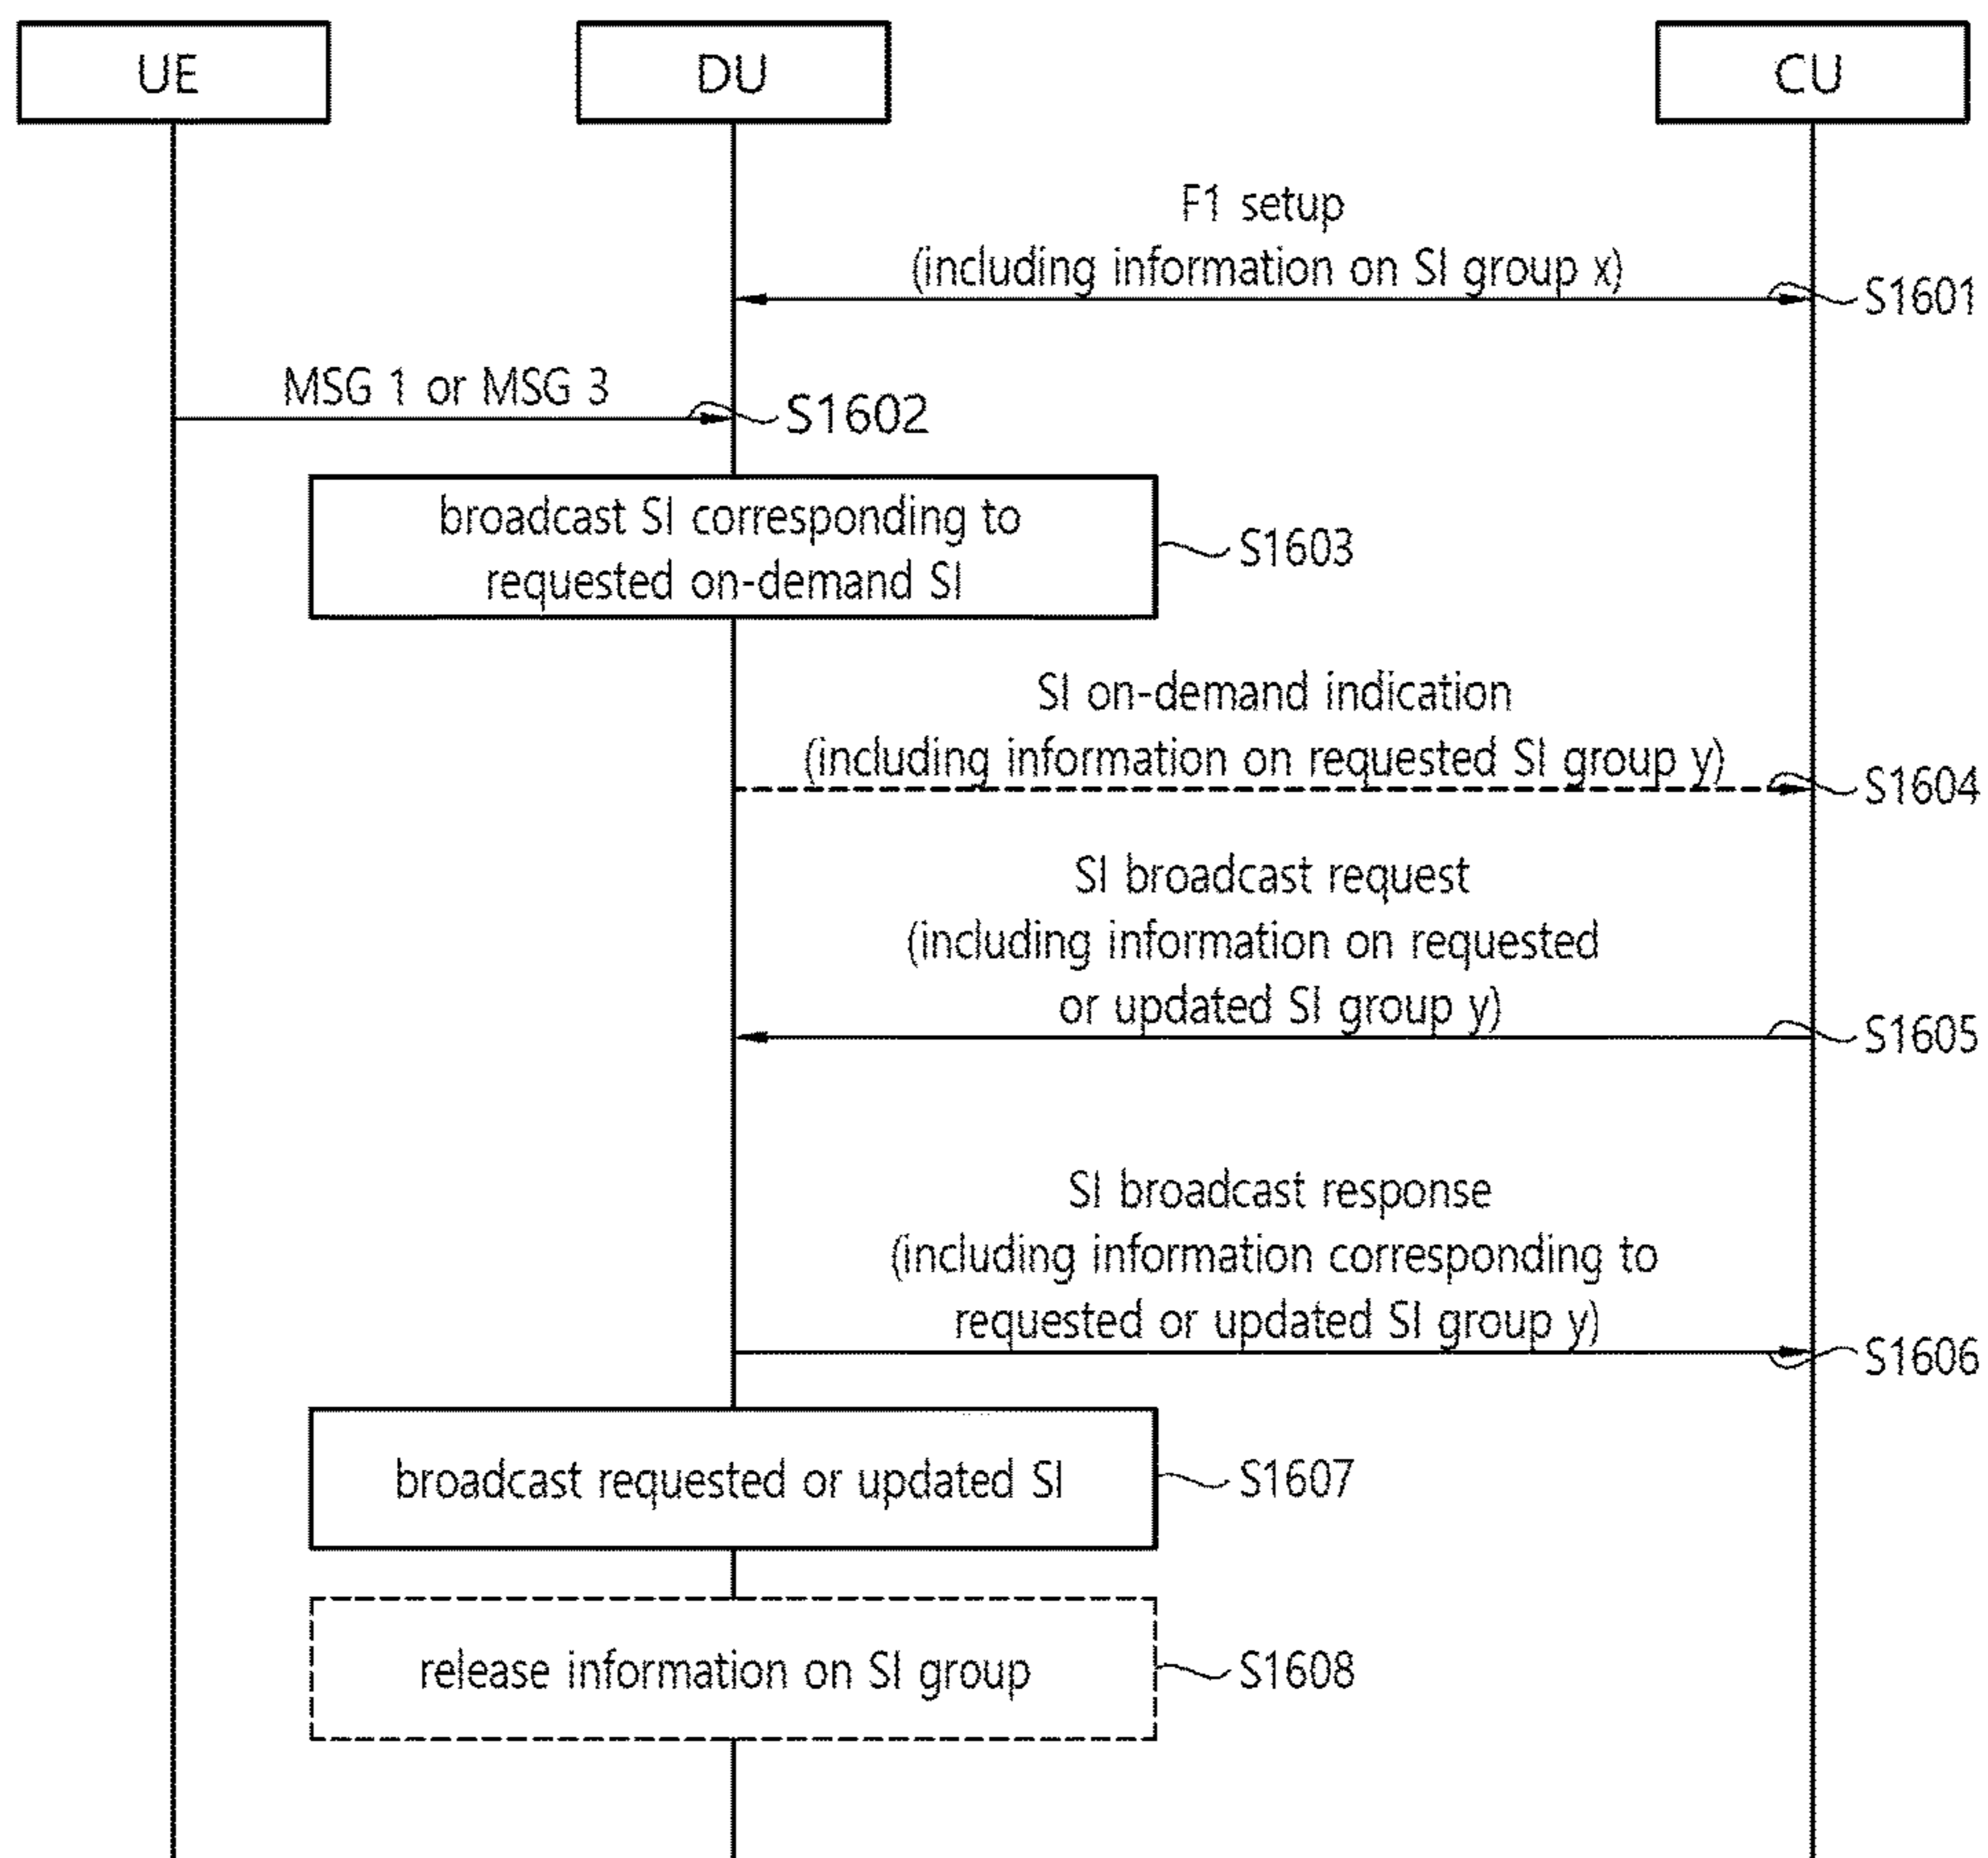 UE
DU
CU
F1 setup
(including information on SI group x)
S1601
MSG 1 or MSG 3
S1602
broadcast SI corresponding to
requested on-demand SI
S1603
SI on-demand indication
(including information on requested SI group y)
S1604
SI broadcast request
(including information on requested
or updated SI group y)
S1605
SI broadcast response
(including information corresponding to
requested or updated SI group y)
S1606
broadcast requested or updated SI
S1607
release information on SI group
S1608